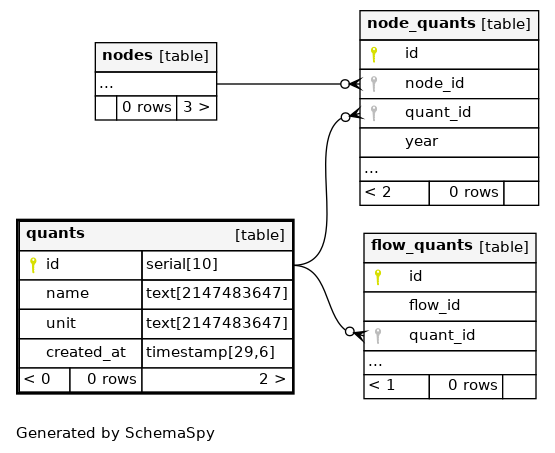 nodes [table]
...
0 rows 3 >
node_quants [table]
id
node_id
quant_id
year
...
< 2 0 rows
quants [table]
id serial[10]
name text[2147483647]
unit text[2147483647]
created_at timestamp[29,6]
< 0 0 rows 2 >
flow_quants [table]
id
flow_id
quant_id
...
< 1 0 rows
Generated by SchemaSpy